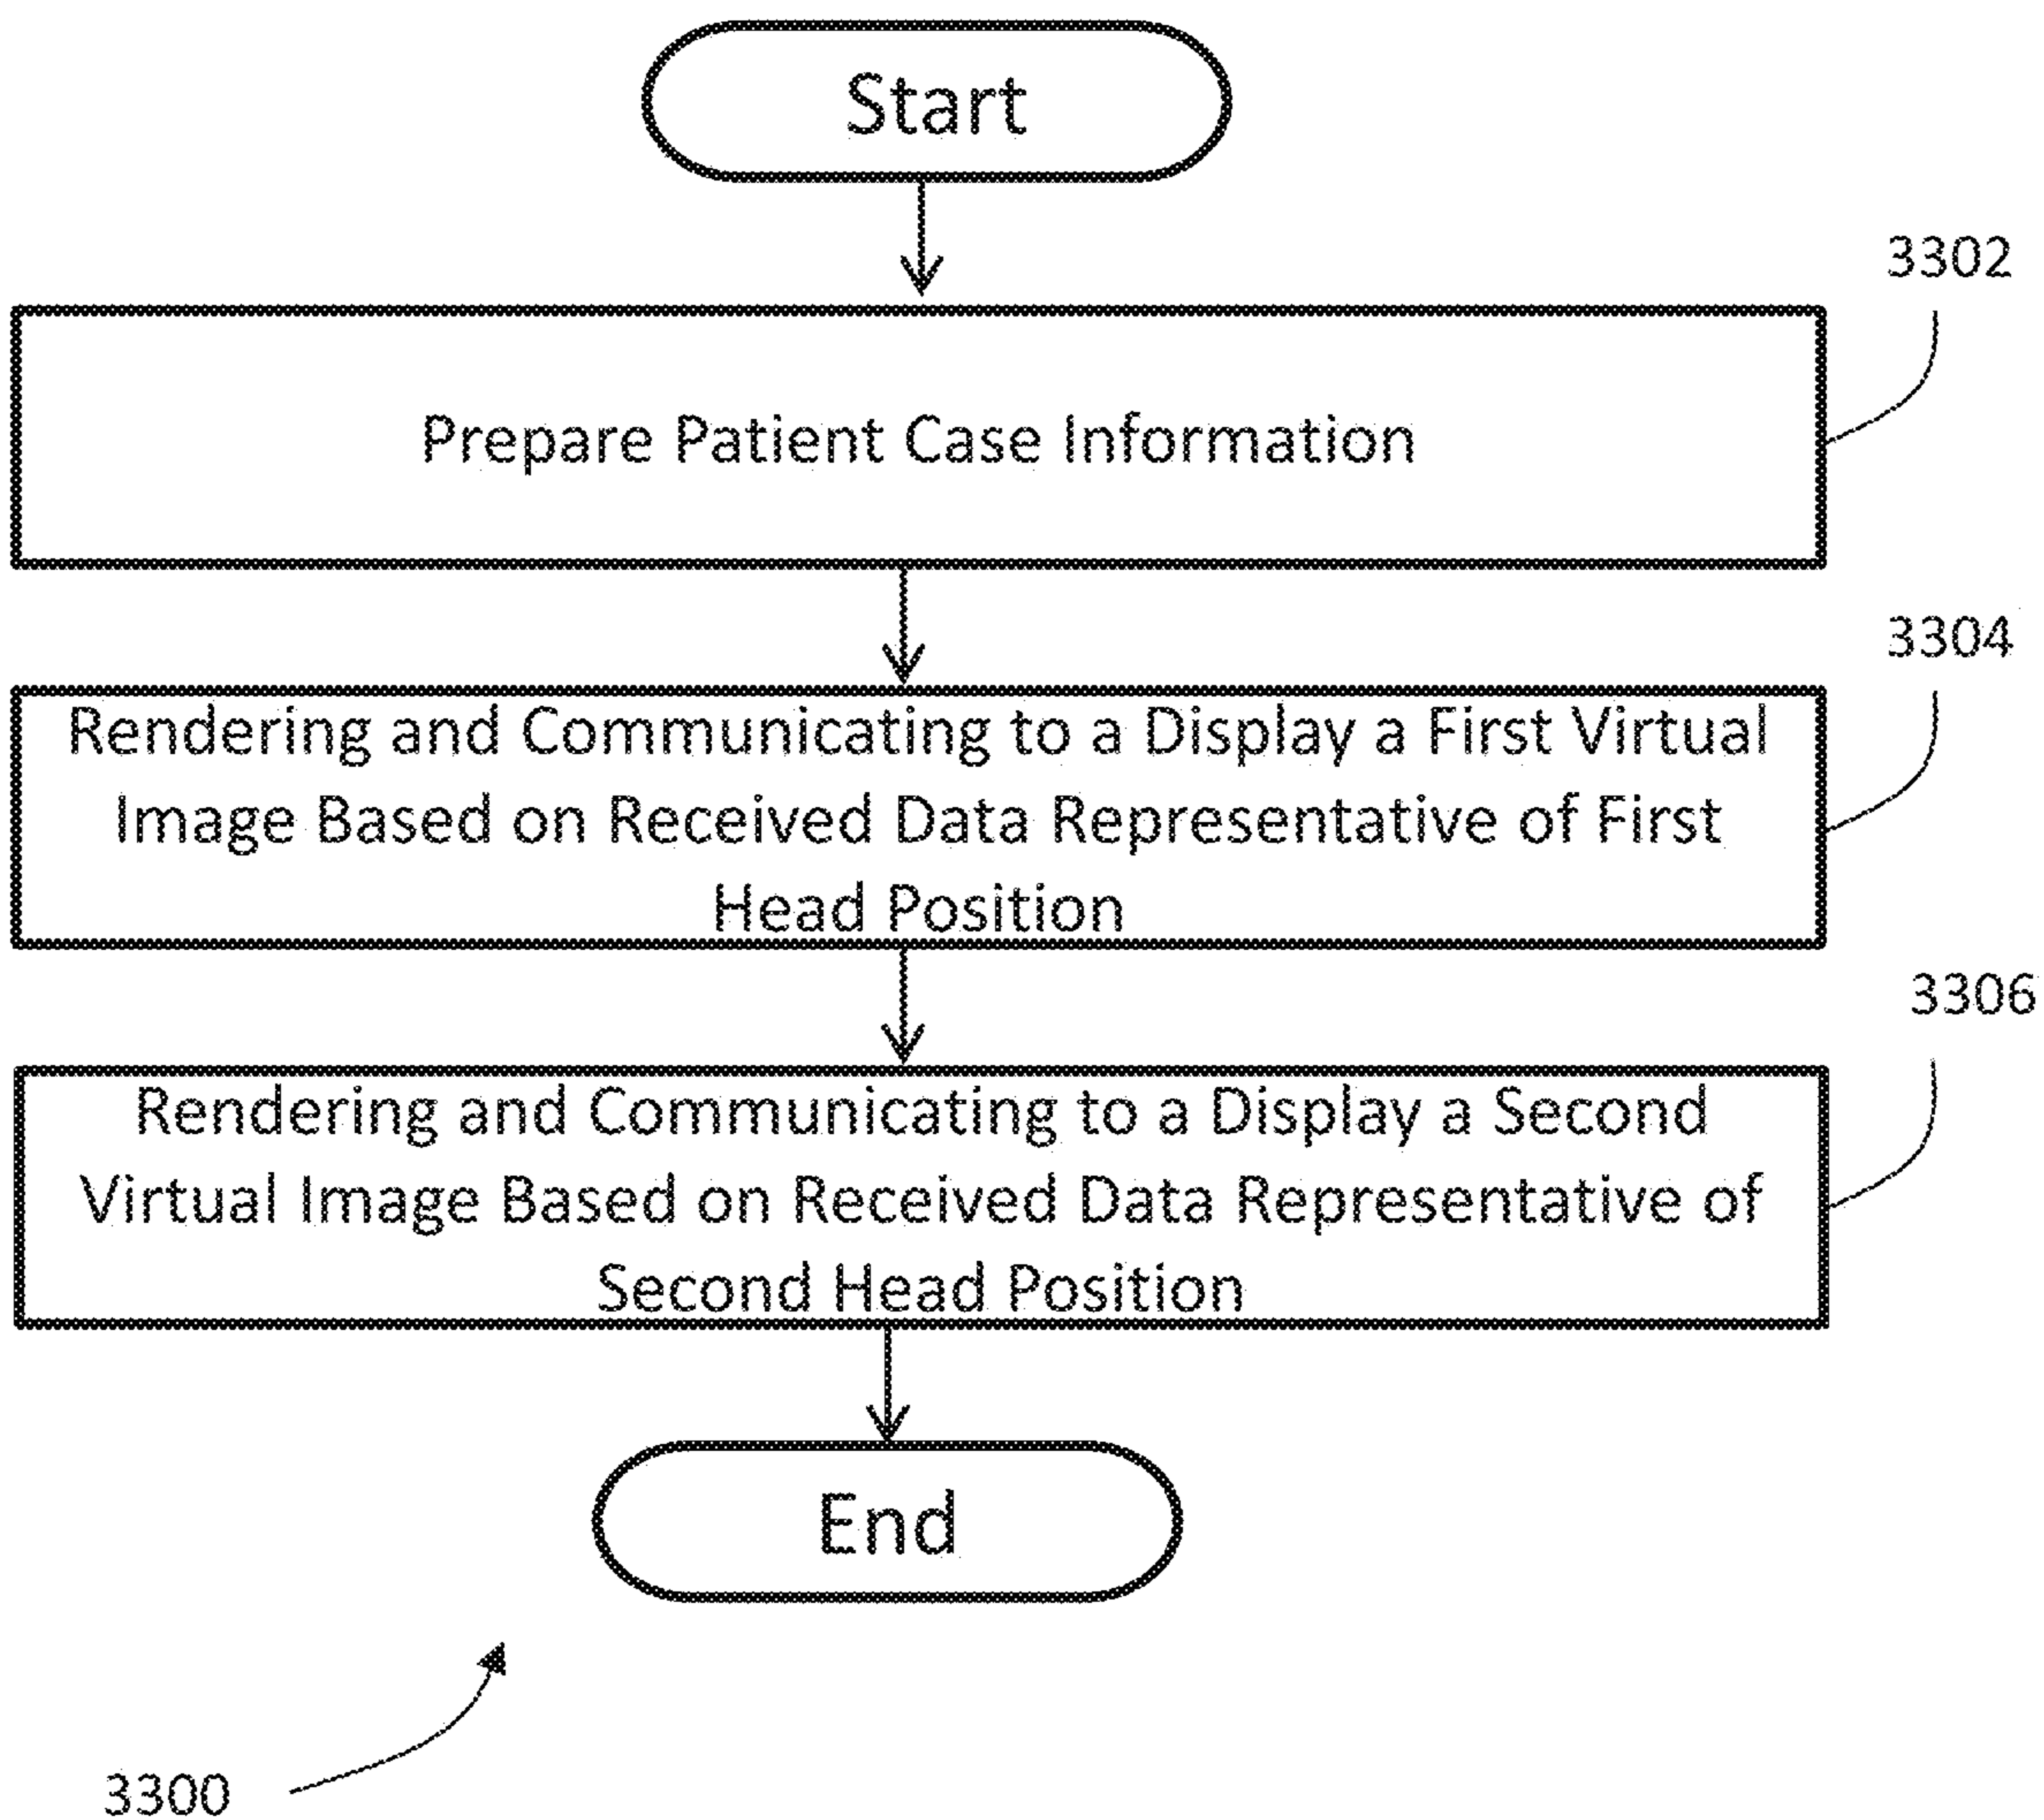 Start
3302
Prepare Patient Case Information
3304
Rendering and Communicating to a Display a First Virtual
Image Based on Received Data Representative of First
Head Position
3306
Rendering and Communicating to a Display a Second
Virtual Image Based on Received Data Representative of
Second Head Position
End
3300